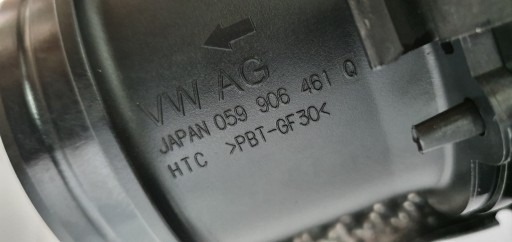 VW AG
JAPAN 059 906 461 Q
HTC >PBT-GF30<